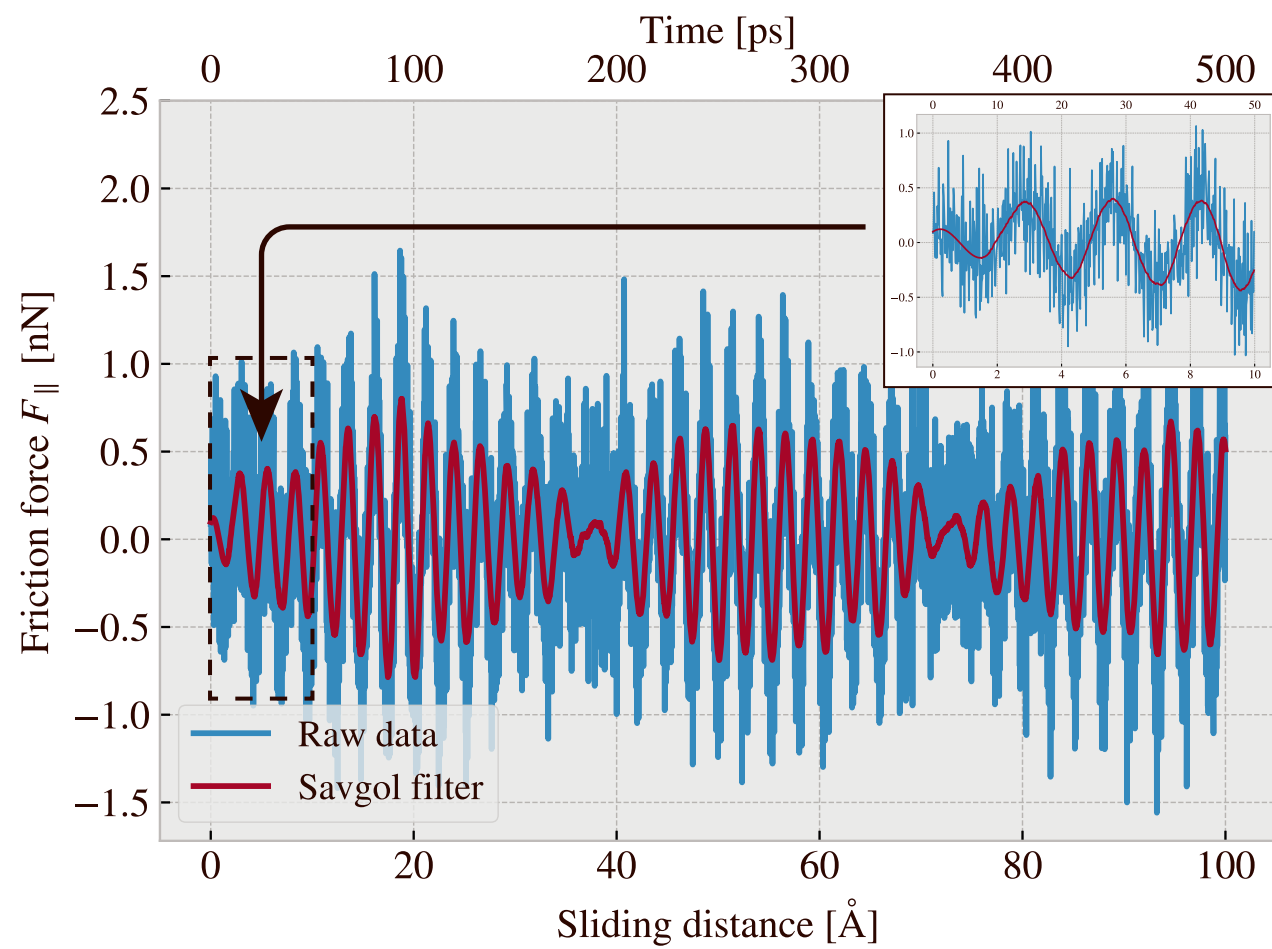 Time [ps]
0 100 200 300 400 500
2.5
2.0
1.5
1.0
0.5
0.0
−0.5
−1.0
−1.5
Friction force F∥ [nN]
0 10 20 30 40 50
1.0
0.5
0.0
−0.5
−1.0
0 2 4 6 8 10
Raw data
Savgol filter
0 20 40 60 80 100
Sliding distance [Å]